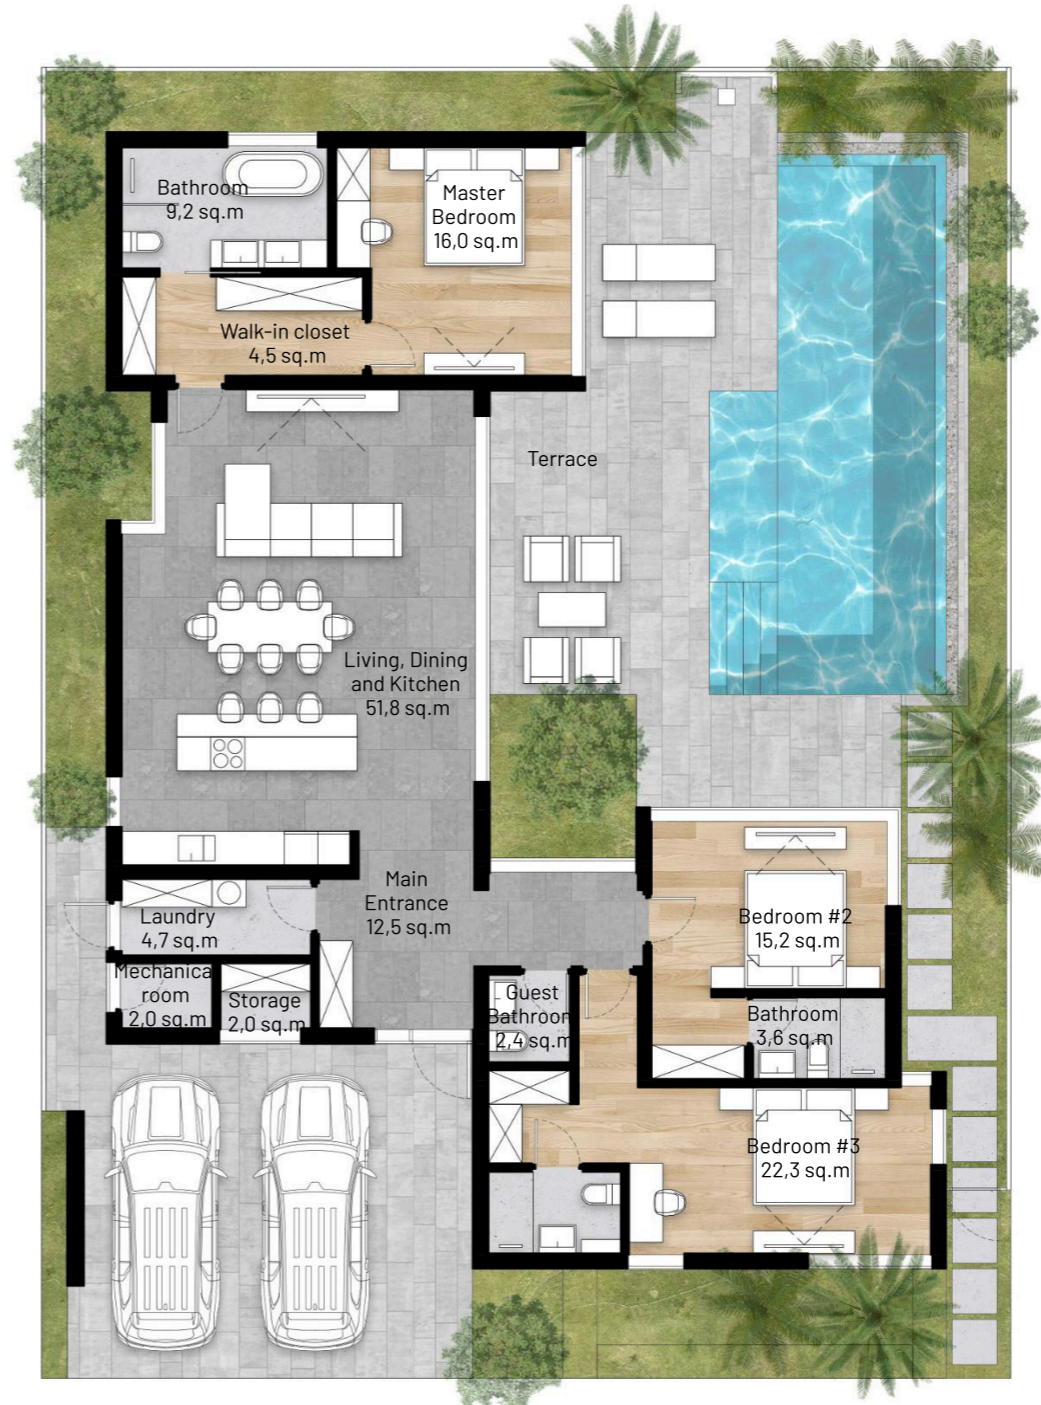 Bathroom
9,2 sq.m
Master
Bedroom
16,0 sq.m
Walk-in closet
4,5 sq.m
Terrace
Living, Dining
and Kitchen
51,8 sq.m
Main
Entrance
12,5 sq.m
Laundry
4,7 sq.m
Mechanical
room
2,0 sq.m
Storage
2,0 sq.m
Guest
Bathroom
2,4 sq.m
Bedroom #2
15,2 sq.m
Bathroom
3,6 sq.m
Bedroom #3
22,3 sq.m